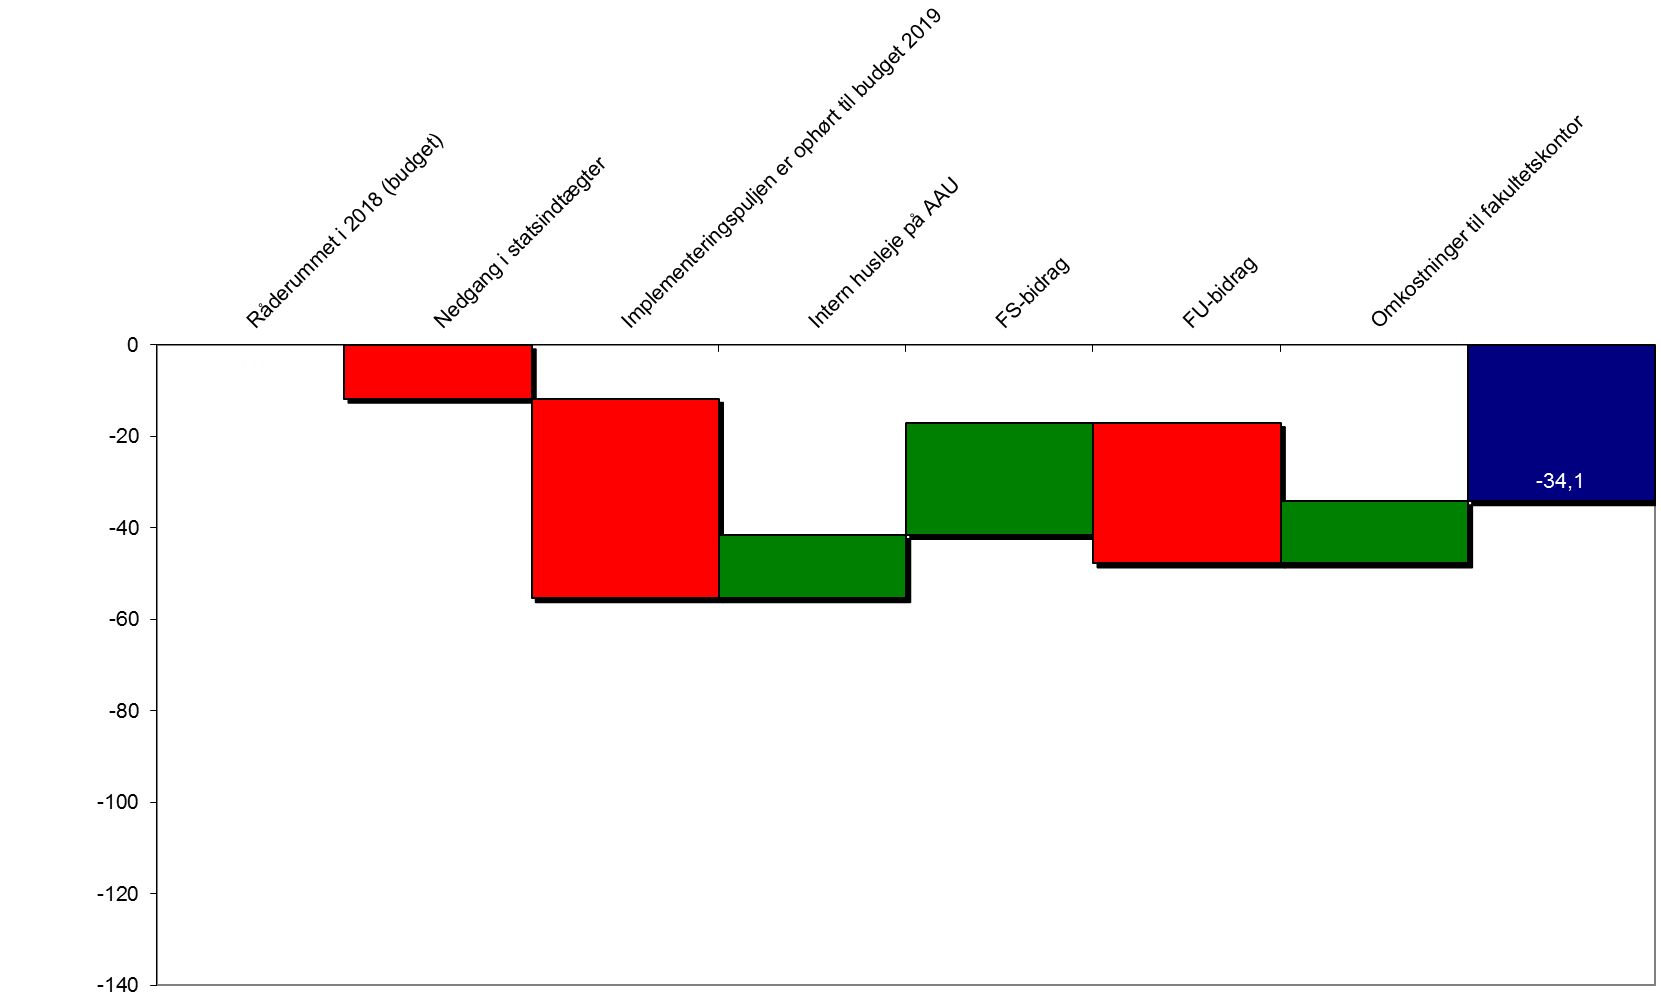 Råderummet i 2018 (budget)
Nedgang i statsindtægter
Implementeringspuljen er ophørt til budget 2019
Intern husleje på AAU
FS-bidrag
FU-bidrag
Omkostninger til fakultetskontor
0
-20
-40
-60
-80
-100
-120
-140
-34,1